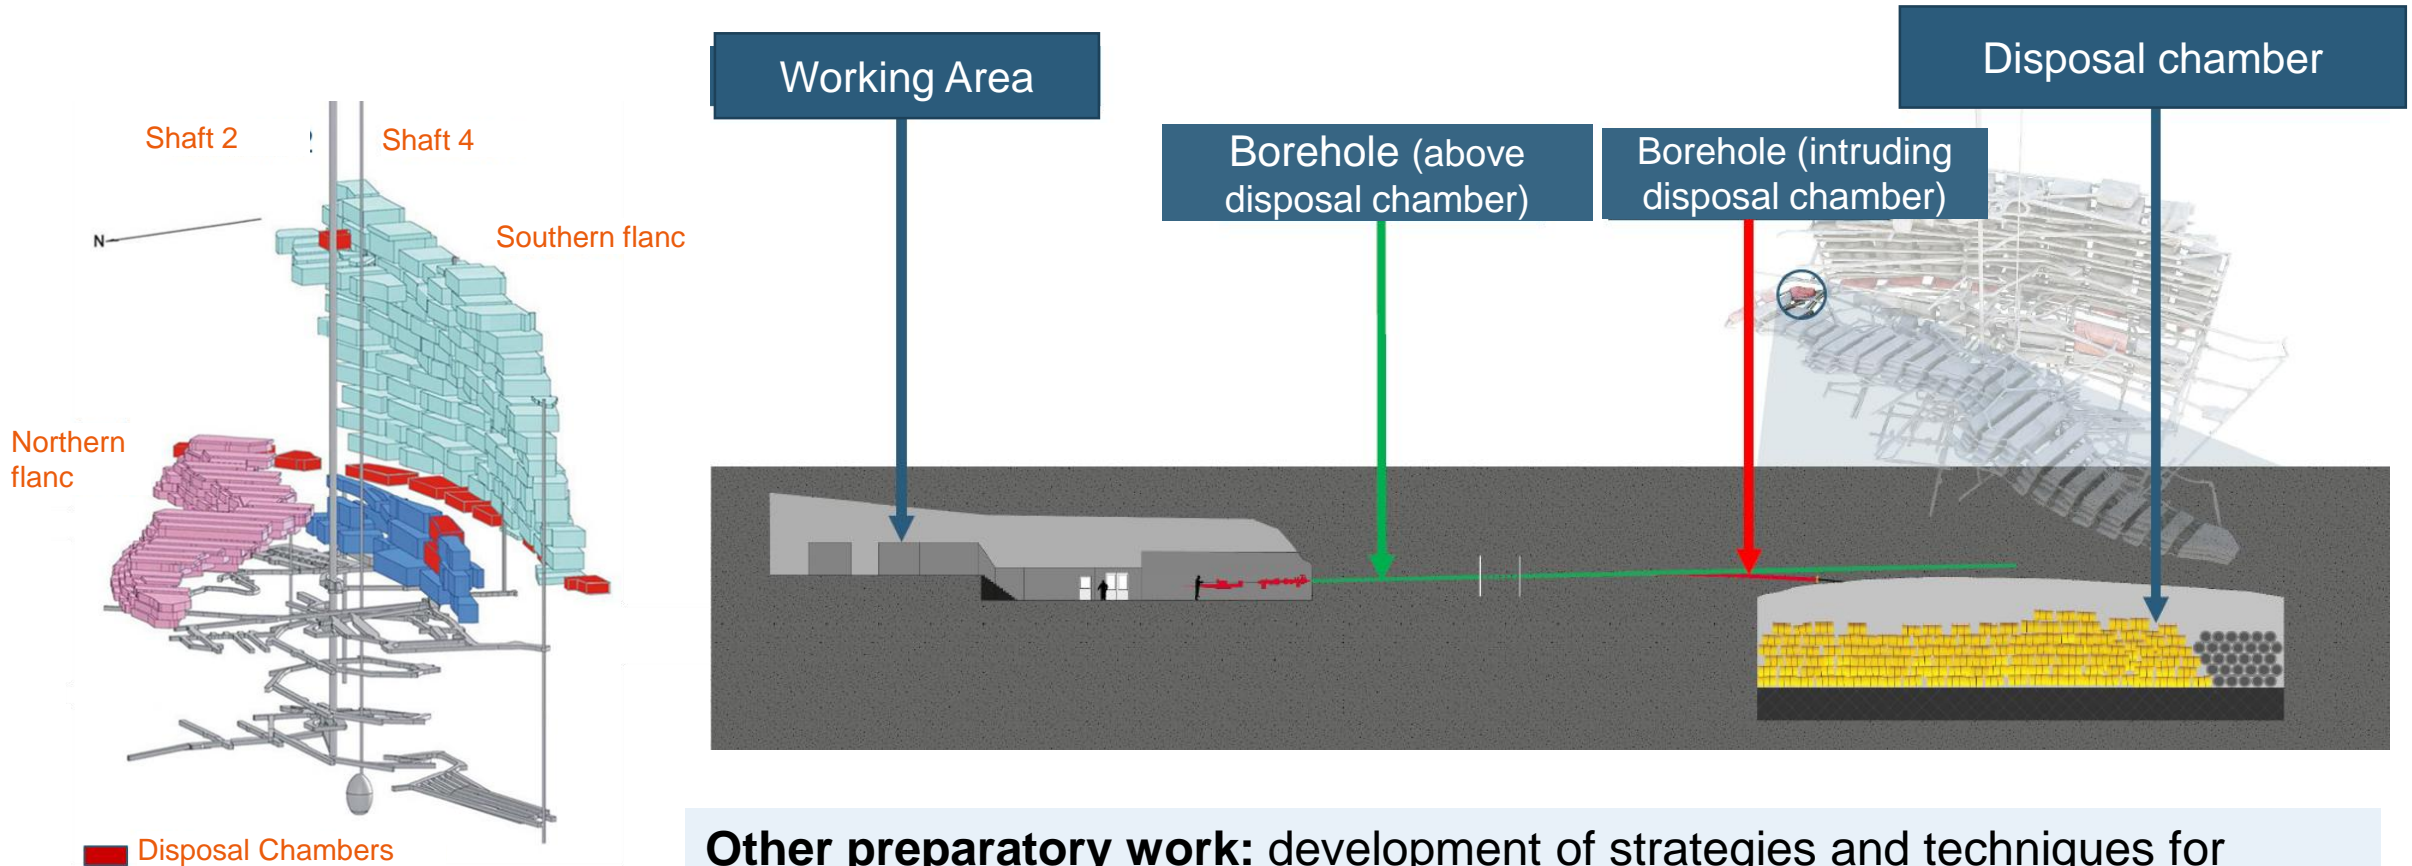 Working Area
Disposal chamber
Borehole (above
disposal chamber)
Borehole (intruding
disposal chamber)
Shaft 2
Shaft 4
N
Southern flanc
Northern
flanc
Disposal Chambers
Other preparatory work: development of strategies and techniques for